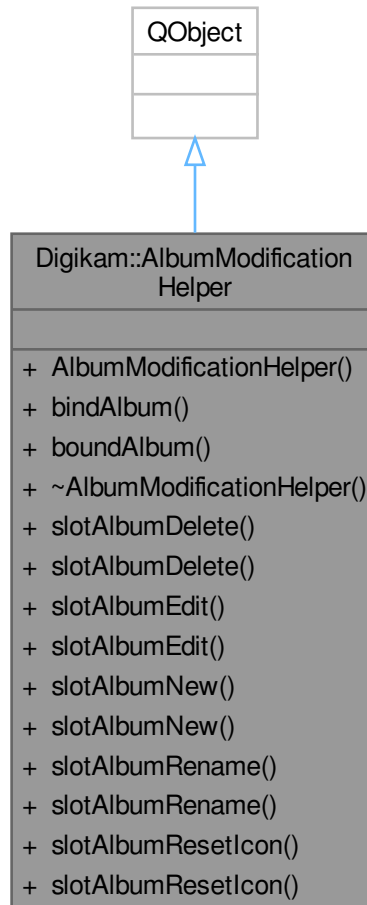 QObject
Digikam::AlbumModification
Helper
+ AlbumModificationHelper()
+ bindAlbum()
+ boundAlbum()
+ ~AlbumModificationHelper()
+ slotAlbumDelete()
+ slotAlbumDelete()
+ slotAlbumEdit()
+ slotAlbumEdit()
+ slotAlbumNew()
+ slotAlbumNew()
+ slotAlbumRename()
+ slotAlbumRename()
+ slotAlbumResetIcon()
+ slotAlbumResetIcon()